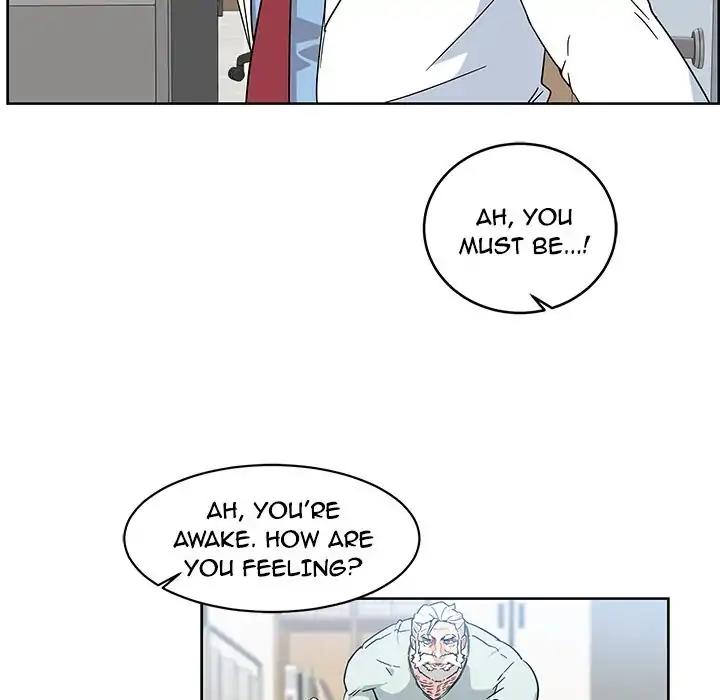 AH, YOU
MUST BE...!
AH, YOU'RE
AWAKE. HOW ARE
YOU FEELING?